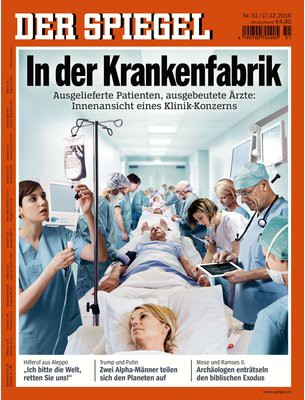 DER SPIEGEL
Nr. 51 / 17.12.2016
Deutschland €4,90
In der Krankenfabrik
Ausgelieferte Patienten, ausgebeutete Ärzte:
Innenansicht eines Klinik-Konzerns
Hilferuf aus Aleppo
„Ich bitte die Welt,
retten Sie uns!“
Trump und Putin
Zwei Alpha-Männer teilen
sich den Planeten auf
Mose und Ramses II.
Archäologen enträtseln
den biblischen Exodus
www.spiegel.de